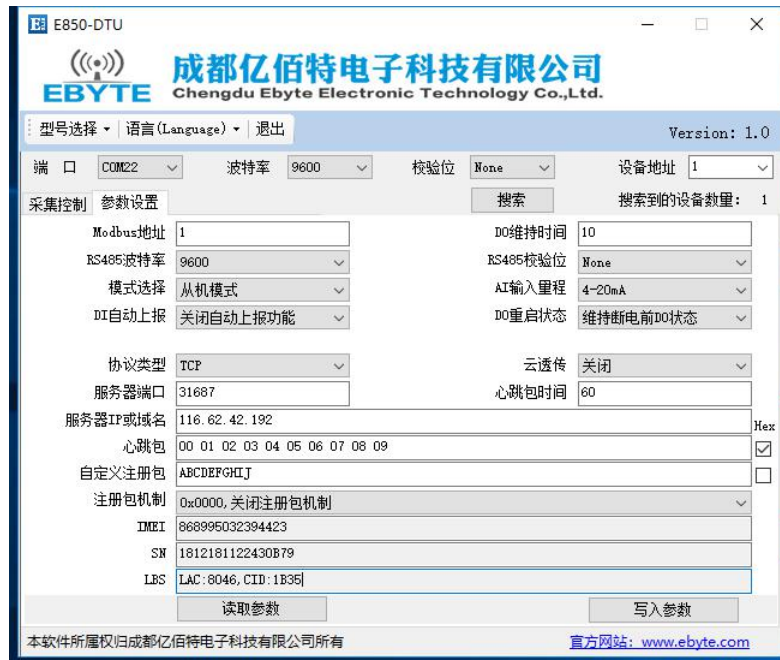 E850-DTU
EBYTE
成都亿佰特电子科技有限公司
Chengdu Ebyte Electronic Technology Co.,Ltd.
型号选择 语言(Language) 退出 Version: 1.0
端 口 COM22 波特率 9600 校验位 None 设备地址 1
采集控制 参数设置 搜索 搜索到的设备数量: 1
Modbus地址 1 DO维持时间 10
RS485波特率 9600 RS485校验位 None
模式选择 从机模式 AI输入量程 4-20mA
DI自动上报 关闭自动上报功能 DO重启状态 维持断电前DO状态
协议类型 TCP 云透传 关闭
服务器端口 31687 心跳包时间 60
服务器IP或域名 116.62.42.192 Hex
心跳包 00 01 02 03 04 05 06 07 08 09
自定义注册包 ABCDEFGHIJ
注册包机制 0x0000,关闭注册包机制
IMEI 868995032394423
SN 1812181122430B79
LBS LAC:8046,CID:1B35
读取参数 写入参数
本软件所属权归成都亿佰特电子科技有限公司所有 官方网站: www.ebyte.com